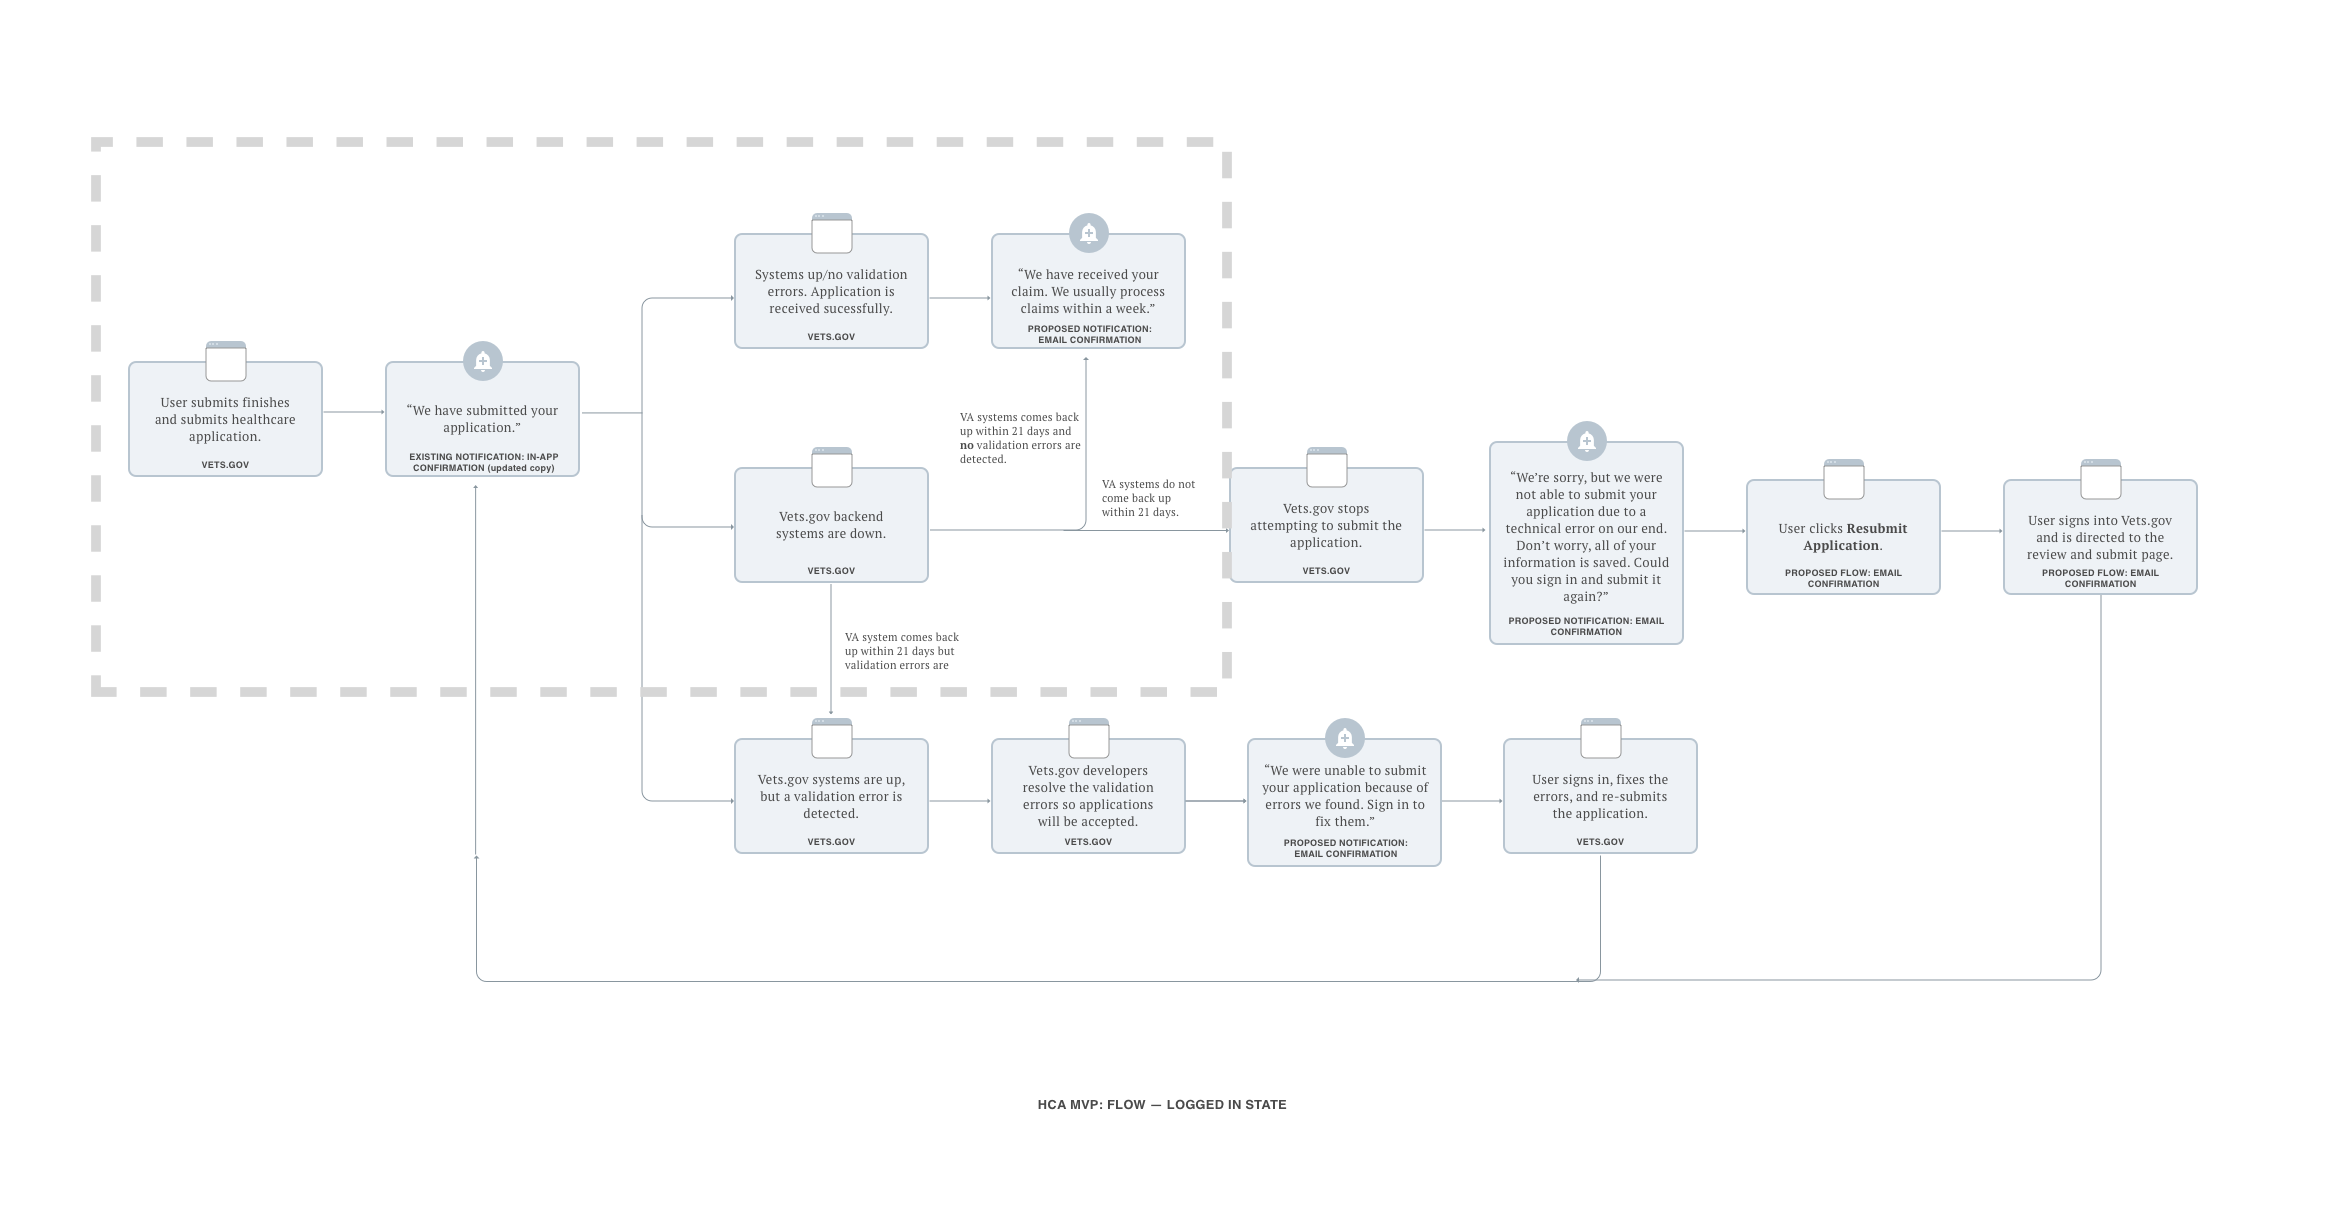 User submits finishes
and submits healthcare
application.
VETS.GOV
“We have submitted your
application.”
EXISTING NOTIFICATION: IN-APP
CONFIRMATION (updated copy)
Systems up/no validation
errors. Application is
received sucessfully.
VETS.GOV
“We have received your
claim. We usually process
claims within a week.”
PROPOSED NOTIFICATION:
EMAIL CONFIRMATION
VA systems comes back
up within 21 days and
no validation errors are
detected.
Vets.gov backend
systems are down.
VETS.GOV
VA systems do not
come back up
within 21 days.
Vets.gov stops
attempting to submit the
application.
VETS.GOV
“We’re sorry, but we were
not able to submit your
application due to a
technical error on our end.
Don’t worry, all of your
information is saved. Could
you sign in and submit it
again?”
PROPOSED NOTIFICATION: EMAIL
CONFIRMATION
User clicks Resubmit
Application.
PROPOSED FLOW: EMAIL
CONFIRMATION
User signs into Vets.gov
and is directed to the
review and submit page.
PROPOSED FLOW: EMAIL
CONFIRMATION
VA system comes back
up within 21 days but
validation errors are
Vets.gov systems are up,
but a validation error is
detected.
VETS.GOV
Vets.gov developers
resolve the validation
errors so applications
will be accepted.
VETS.GOV
“We were unable to submit
your application because of
errors we found. Sign in to
fix them.”
PROPOSED NOTIFICATION:
EMAIL CONFIRMATION
User signs in, fixes the
errors, and re-submits
the application.
VETS.GOV
HCA MVP: FLOW — LOGGED IN STATE